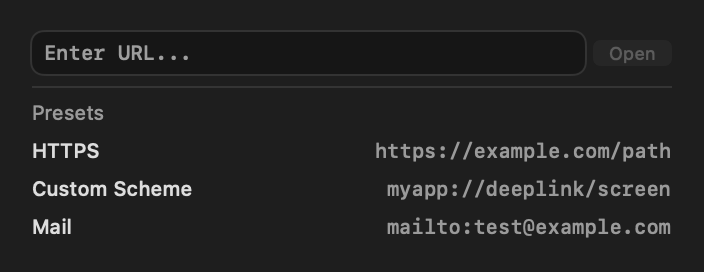 Enter URL...
Open
Presets
HTTPS https://example.com/path
Custom Scheme myapp://deeplink/screen
Mail mailto:test@example.com